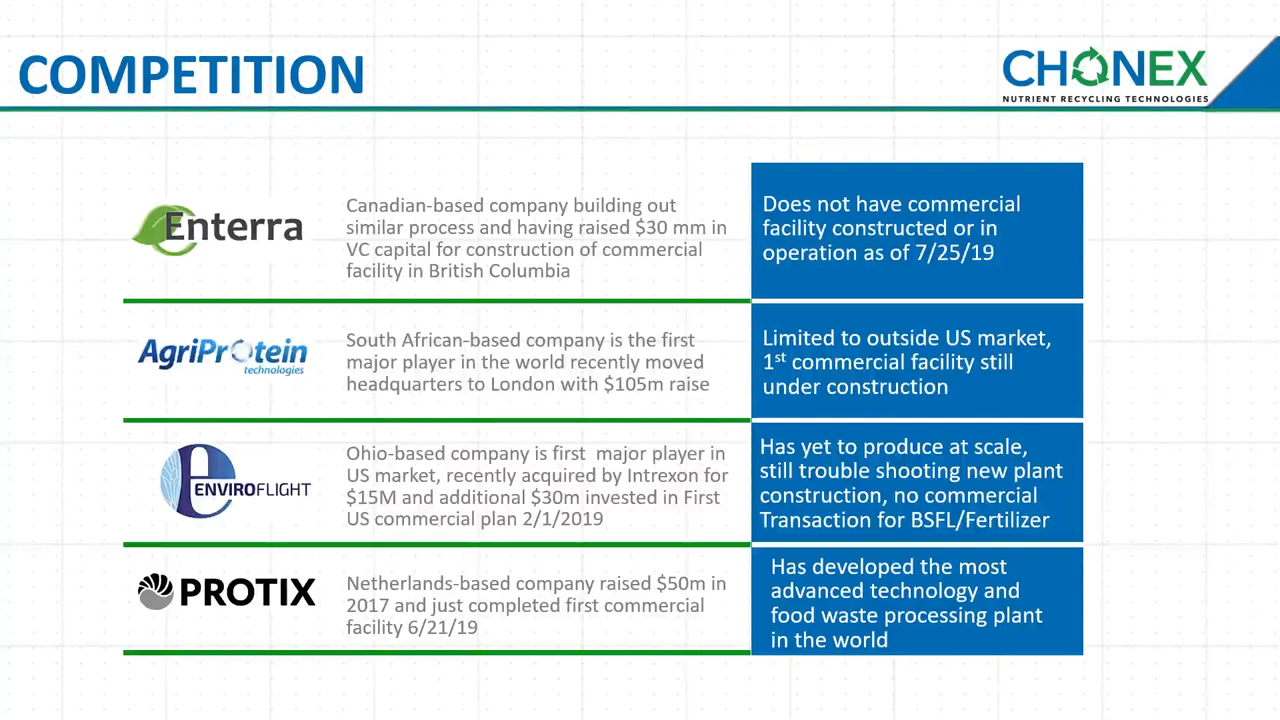 COMPETITION
CHONEX
NUTRIENT RECYCLING TECHNOLOGIES
Enterra
Canadian-based company building out
similar process and having raised $30 mm in
VC capital for construction of commercial
facility in British Columbia
Does not have commercial
facility constructed or in
operation as of 7/25/19
AgriProtein
technologies
South African-based company is the first
major player in the world recently moved
headquarters to London with $105m raise
Limited to outside US market,
1st commercial facility still
under construction
e
ENVIROFLIGHT
Ohio-based company is first major player in
US market, recently acquired by Intrexon for
$15M and additional $30m invested in First
US commercial plan 2/1/2019
Has yet to produce at scale,
still trouble shooting new plant
construction, no commercial
Transaction for BSFL/Fertilizer
PROTIX
Netherlands-based company raised $50m in
2017 and just completed first commercial
facility 6/21/19
Has developed the most
advanced technology and
food waste processing plant
in the world